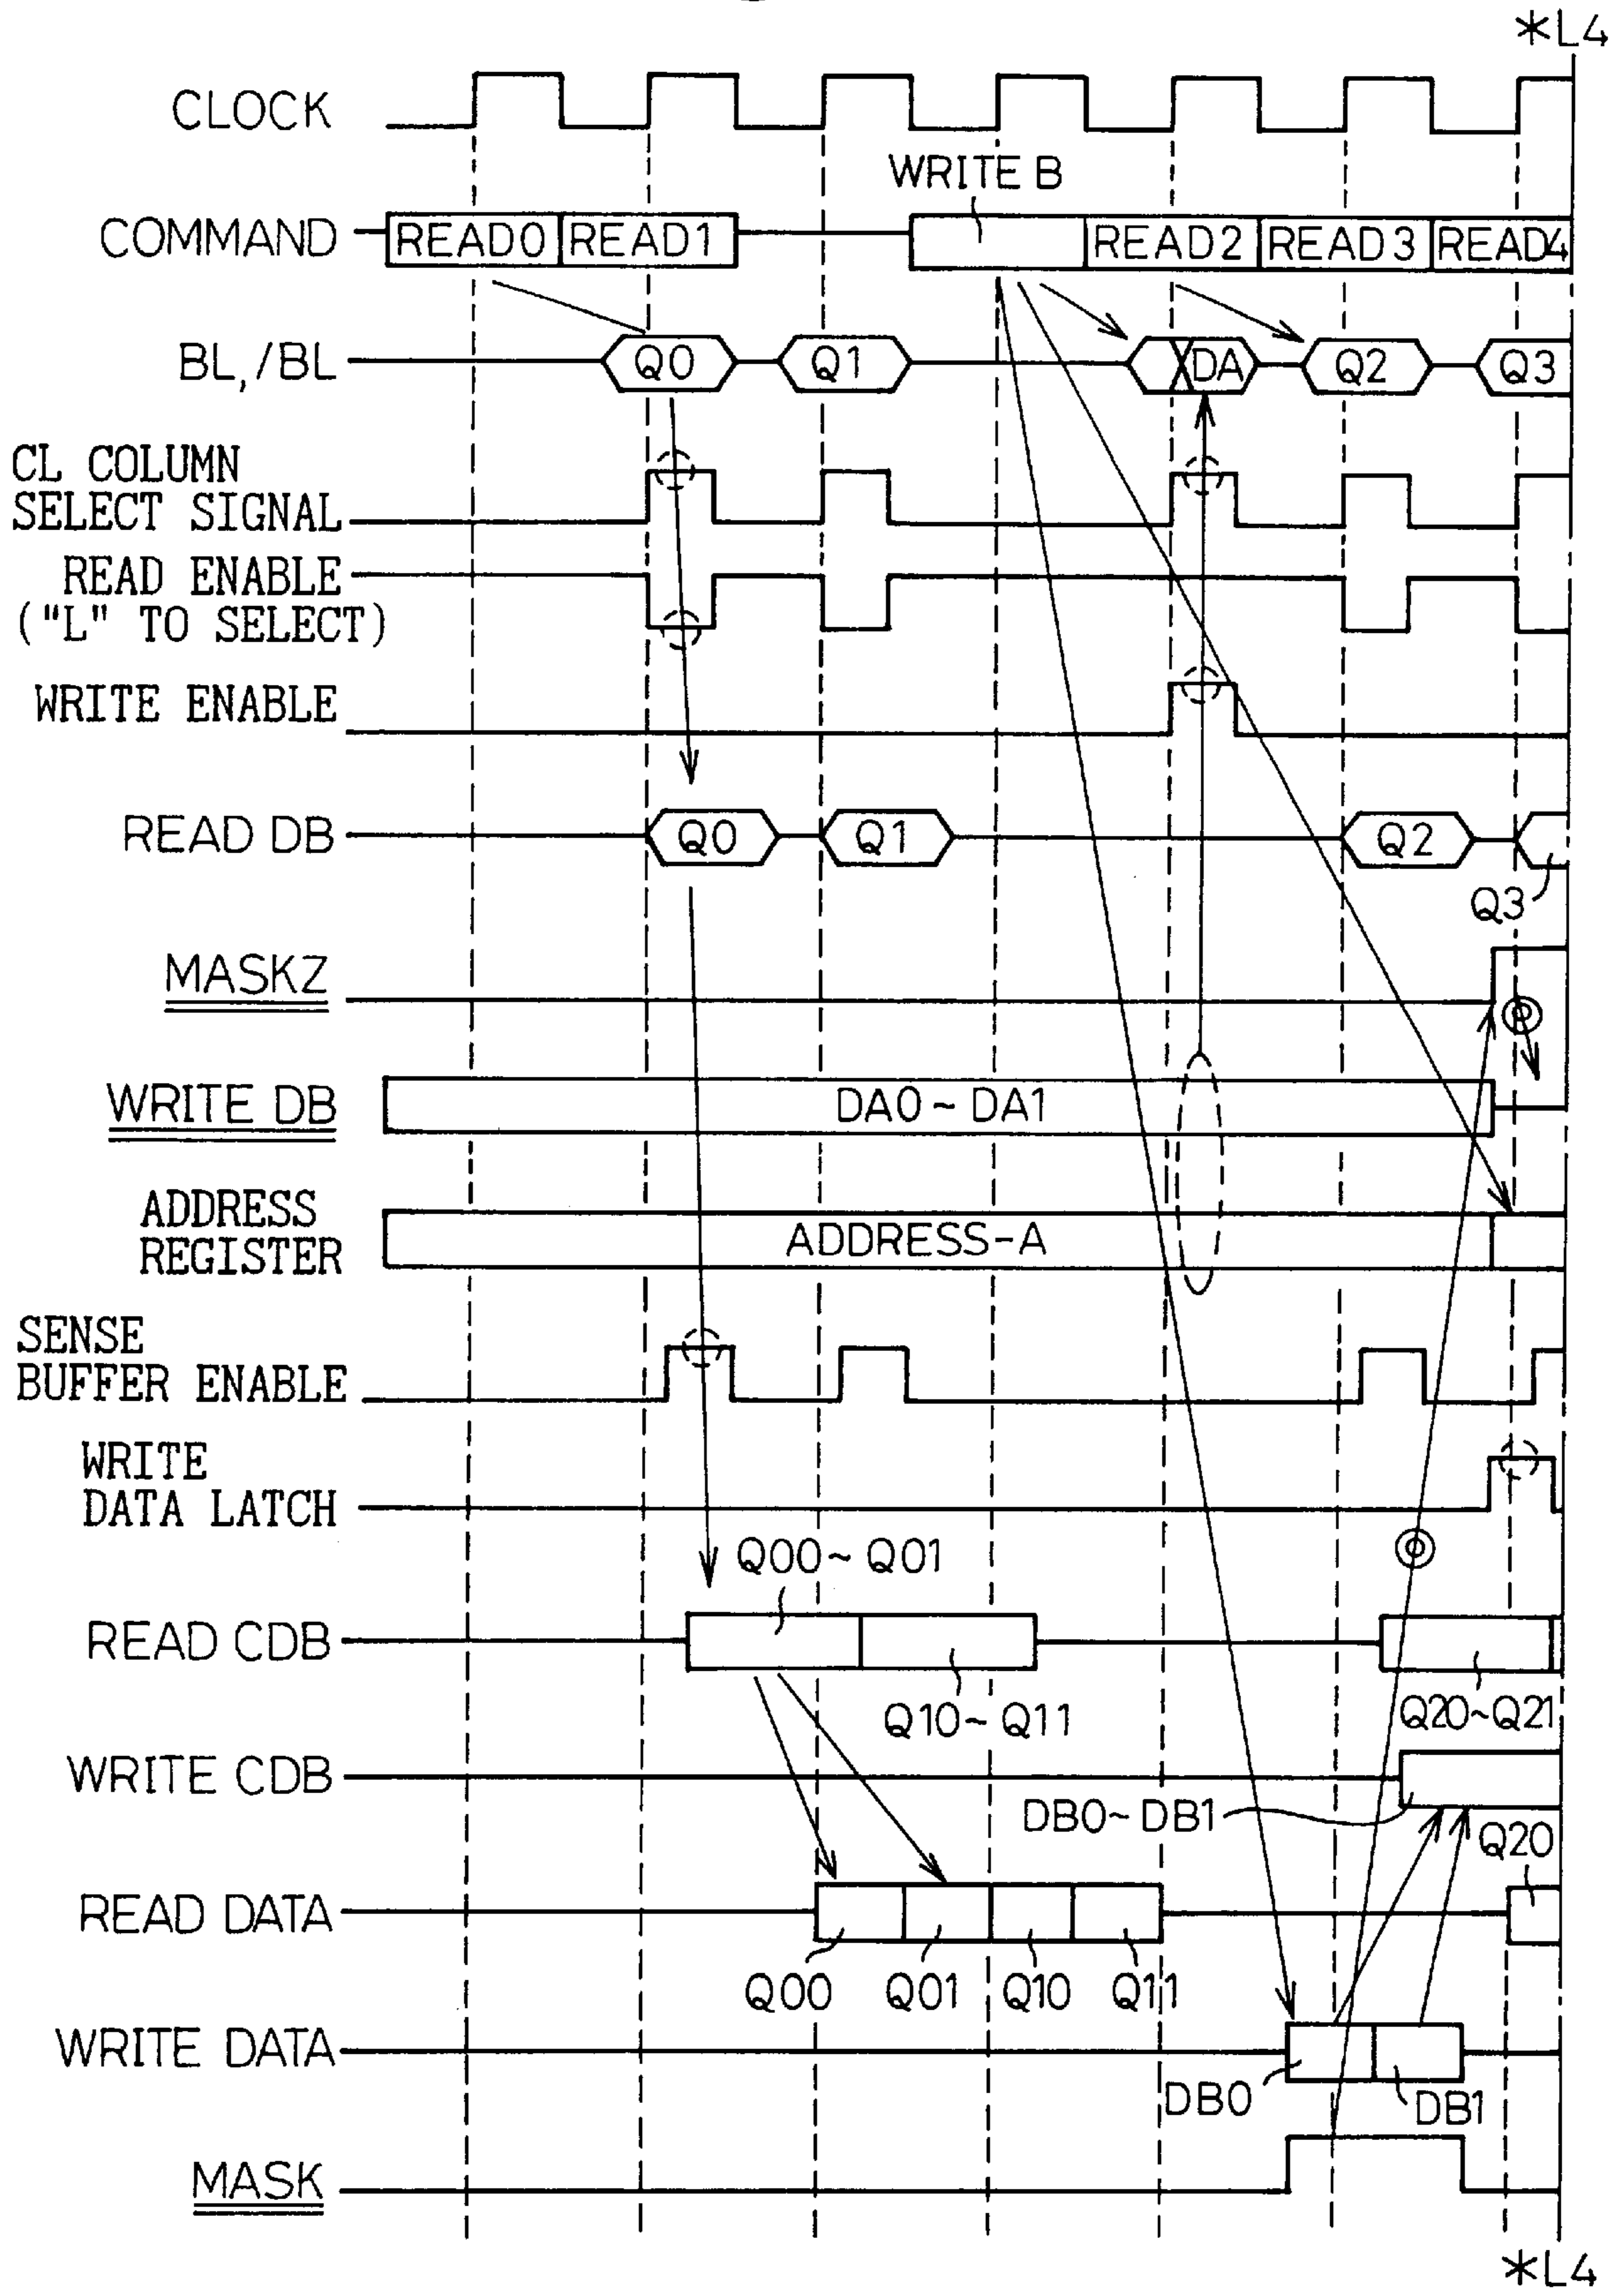 *L4
CLOCK
WRITE B
COMMAND READ0 READ1 READ2 READ3 READ4
BL,/BL Q0 Q1 DA Q2 Q3
CL COLUMN
SELECT SIGNAL
READ ENABLE
("L" TO SELECT)
WRITE ENABLE
READ DB Q0 Q1 Q2
Q3
MASKZ
WRITE DB DA0~DA1
ADDRESS
REGISTER ADDRESS-A
SENSE
BUFFER ENABLE
WRITE
DATA LATCH
Q00~Q01
READ CDB
Q10~Q11 Q20~Q21
WRITE CDB
DB0~DB1 Q20
READ DATA
Q00 Q01 Q10 Q11
WRITE DATA
DB0 DB1
MASK
*L4